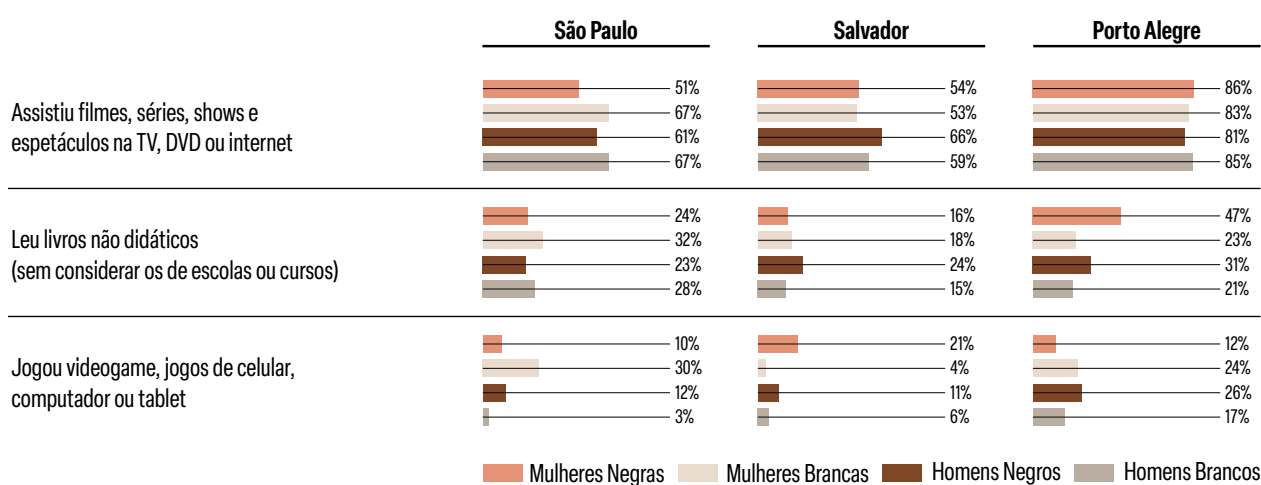 São Paulo
Salvador
Porto Alegre
Assistiu filmes, séries, shows e
espetáculos na TV, DVD ou internet
51%
67%
61%
67%
54%
53%
66%
59%
86%
83%
81%
85%
Leu livros não didáticos
(sem considerar os de escolas ou cursos)
24%
32%
23%
28%
16%
18%
24%
15%
47%
23%
31%
21%
Jogou videogame, jogos de celular,
computador ou tablet
10%
30%
12%
3%
21%
4%
11%
6%
12%
24%
26%
17%
Mulheres Negras
Mulheres Brancas
Homens Negros
Homens Brancos